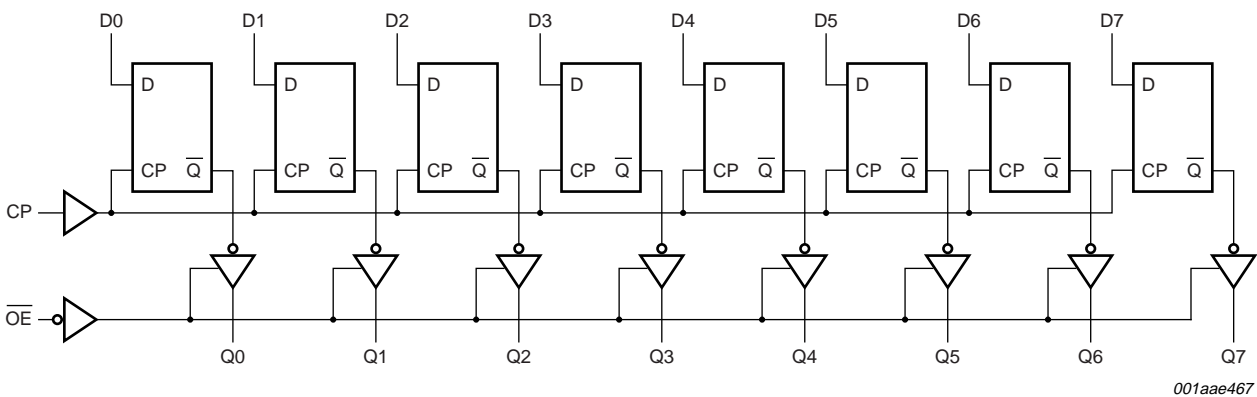 D0 D1 D2 D3 D4 D5 D6 D7
D D D D D D D D
CP Q̅ CP Q̅ CP Q̅ CP Q̅ CP Q̅ CP Q̅ CP Q̅ CP Q̅
CP
O̅E̅
Q0 Q1 Q2 Q3 Q4 Q5 Q6 Q7
001aae467